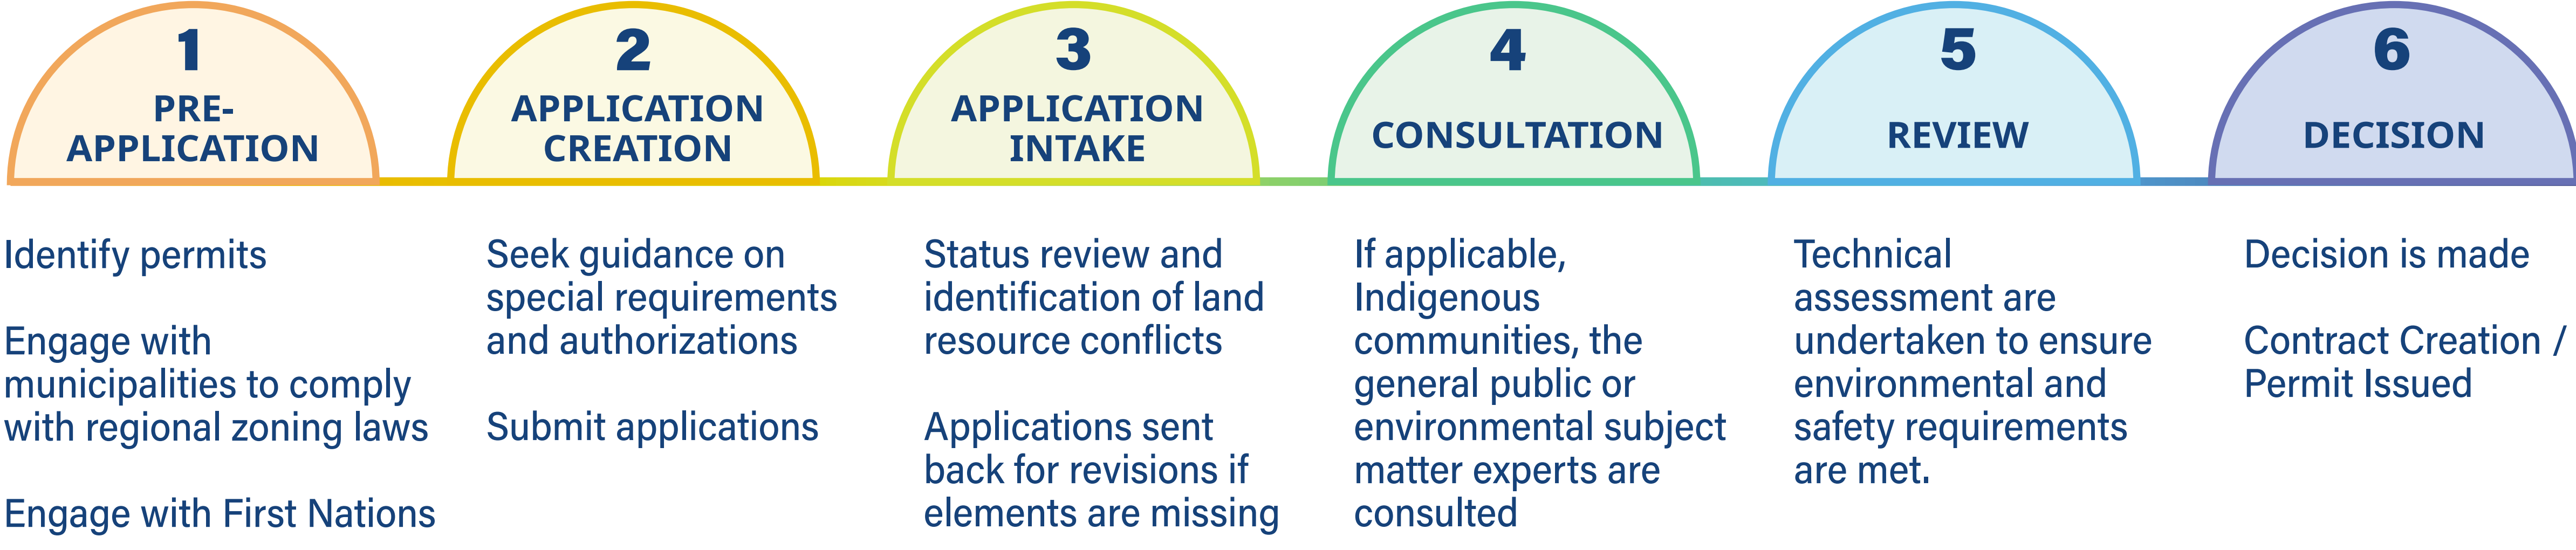 1
PRE-
APPLICATION
Identify permits
Engage with
municipalities to comply
with regional zoning laws
Engage with First Nations
2
APPLICATION
CREATION
Seek guidance on
special requirements
and authorizations
Submit applications
3
APPLICATION
INTAKE
Status review and
identification of land
resource conflicts
Applications sent
back for revisions if
elements are missing
4
CONSULTATION
If applicable,
Indigenous
communities, the
general public or
environmental subject
matter experts are
consulted
5
REVIEW
Technical
assessment are
undertaken to ensure
environmental and
safety requirements
are met.
6
DECISION
Decision is made
Contract Creation /
Permit Issued